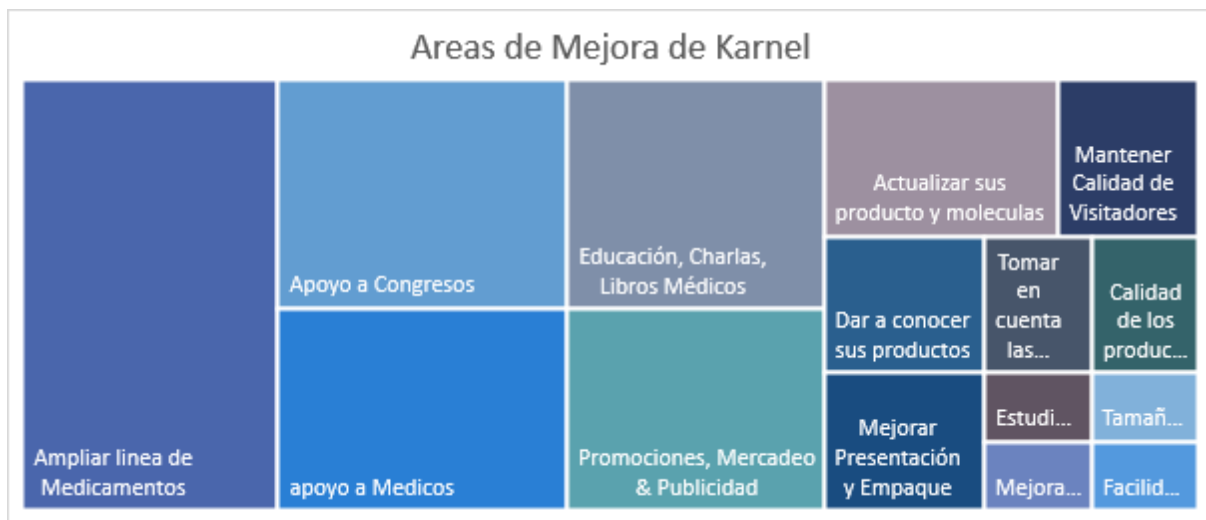 Areas de Mejora de Karnel
Ampliar linea de
Medicamentos
Apoyo a Congresos
apoyo a Medicos
Educación, Charlas,
Libros Médicos
Promociones, Mercadeo
& Publicidad
Actualizar sus
producto y moleculas
Mantener
Calidad de
Visitadores
Dar a conocer
sus productos
Tomar
en
cuenta
las...
Calidad
de los
produc...
Mejorar
Presentación
y Empaque
Estudi...
Tamañ...
Mejora...
Facilid...